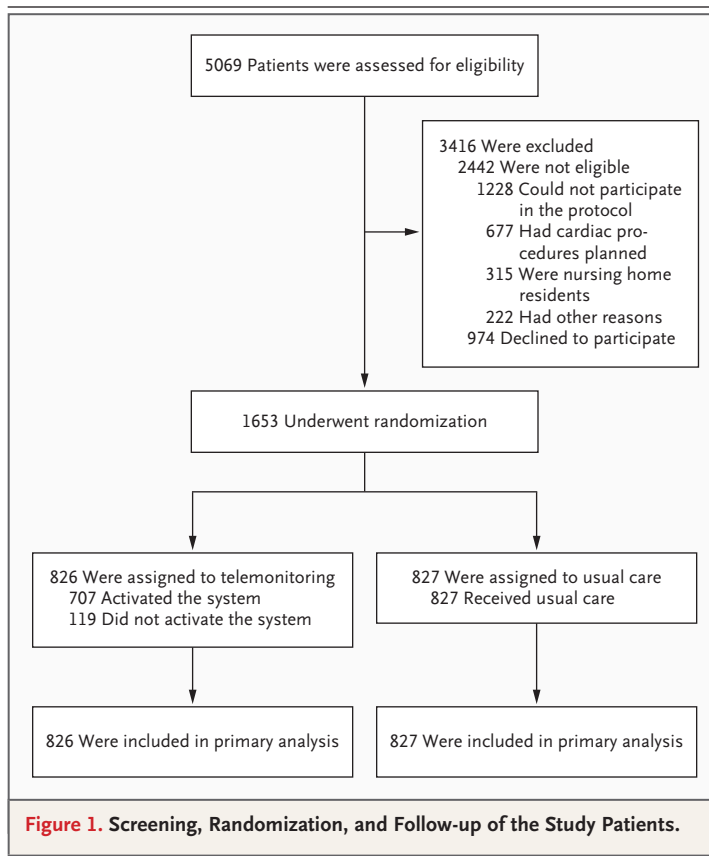 5069 Patients were assessed for eligibility
3416 Were excluded
2442 Were not eligible
1228 Could not participate
in the protocol
677 Had cardiac pro-
cedures planned
315 Were nursing home
residents
222 Had other reasons
974 Declined to participate
1653 Underwent randomization
826 Were assigned to telemonitoring
707 Activated the system
119 Did not activate the system
827 Were assigned to usual care
827 Received usual care
826 Were included in primary analysis
827 Were included in primary analysis
Figure 1. Screening, Randomization, and Follow-up of the Study Patients.